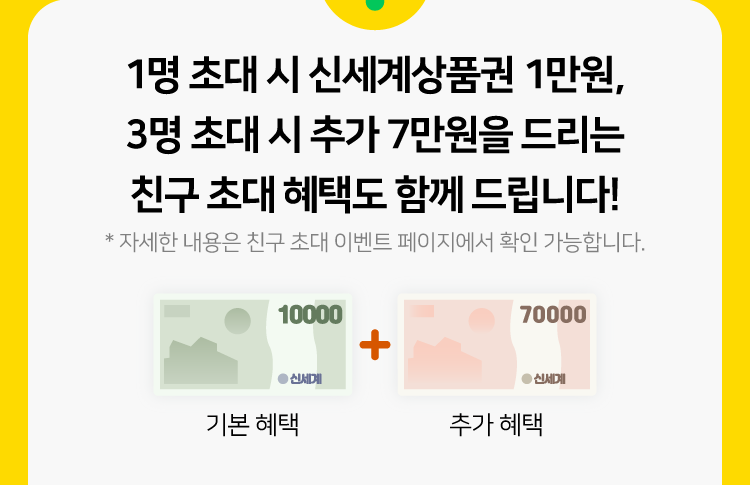 1명 초대 시 신세계상품권 1만원,
3명 초대 시 추가 7만원을 드리는
친구 초대 혜택도 함께 드립니다!
* 자세한 내용은 친구 초대 이벤트 페이지에서 확인 가능합니다.
10000
신세계
70000
신세계
기본 혜택
추가 혜택